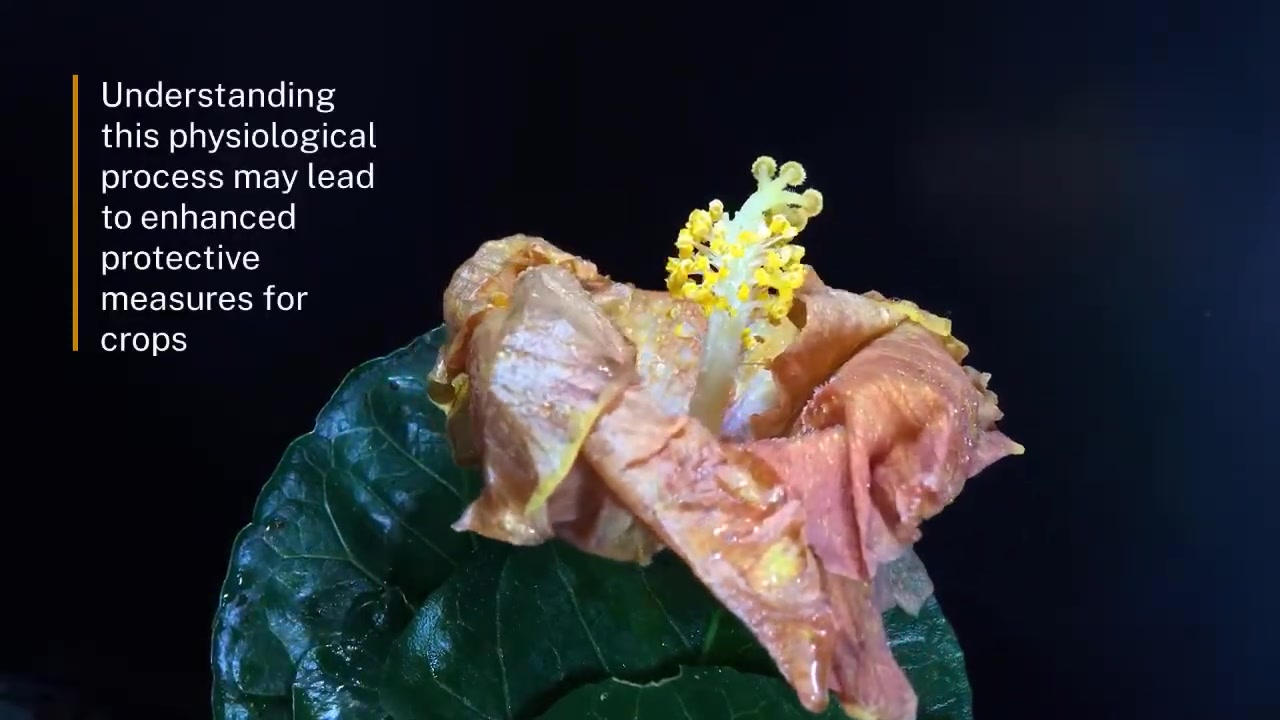 Understanding
this physiological
process may lead
to enhanced
protective
measures for
crops